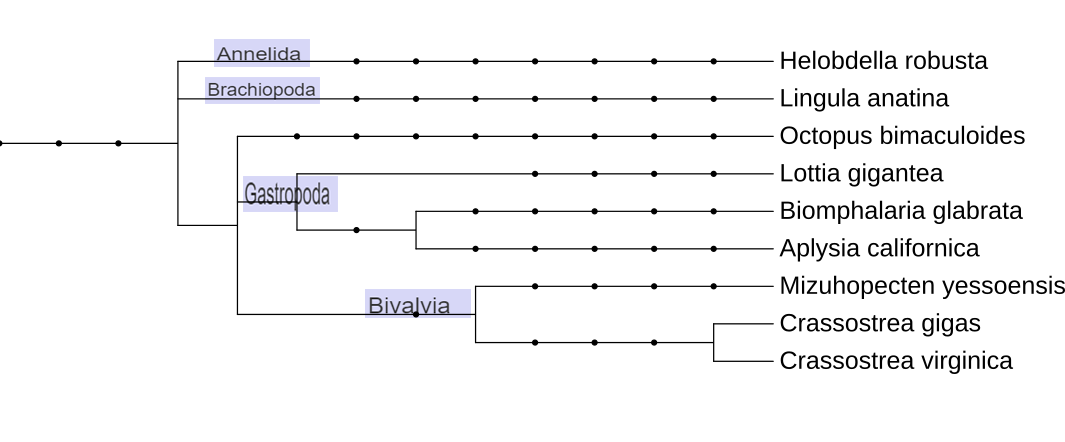 Annelida
Helobdella robusta
Brachiopoda
Lingula anatina
Octopus bimaculoides
Lottia gigantea
Gastropoda
Biomphalaria glabrata
Aplysia californica
Mizuhopecten yessoensis
Bivalvia
Crassostrea gigas
Crassostrea virginica